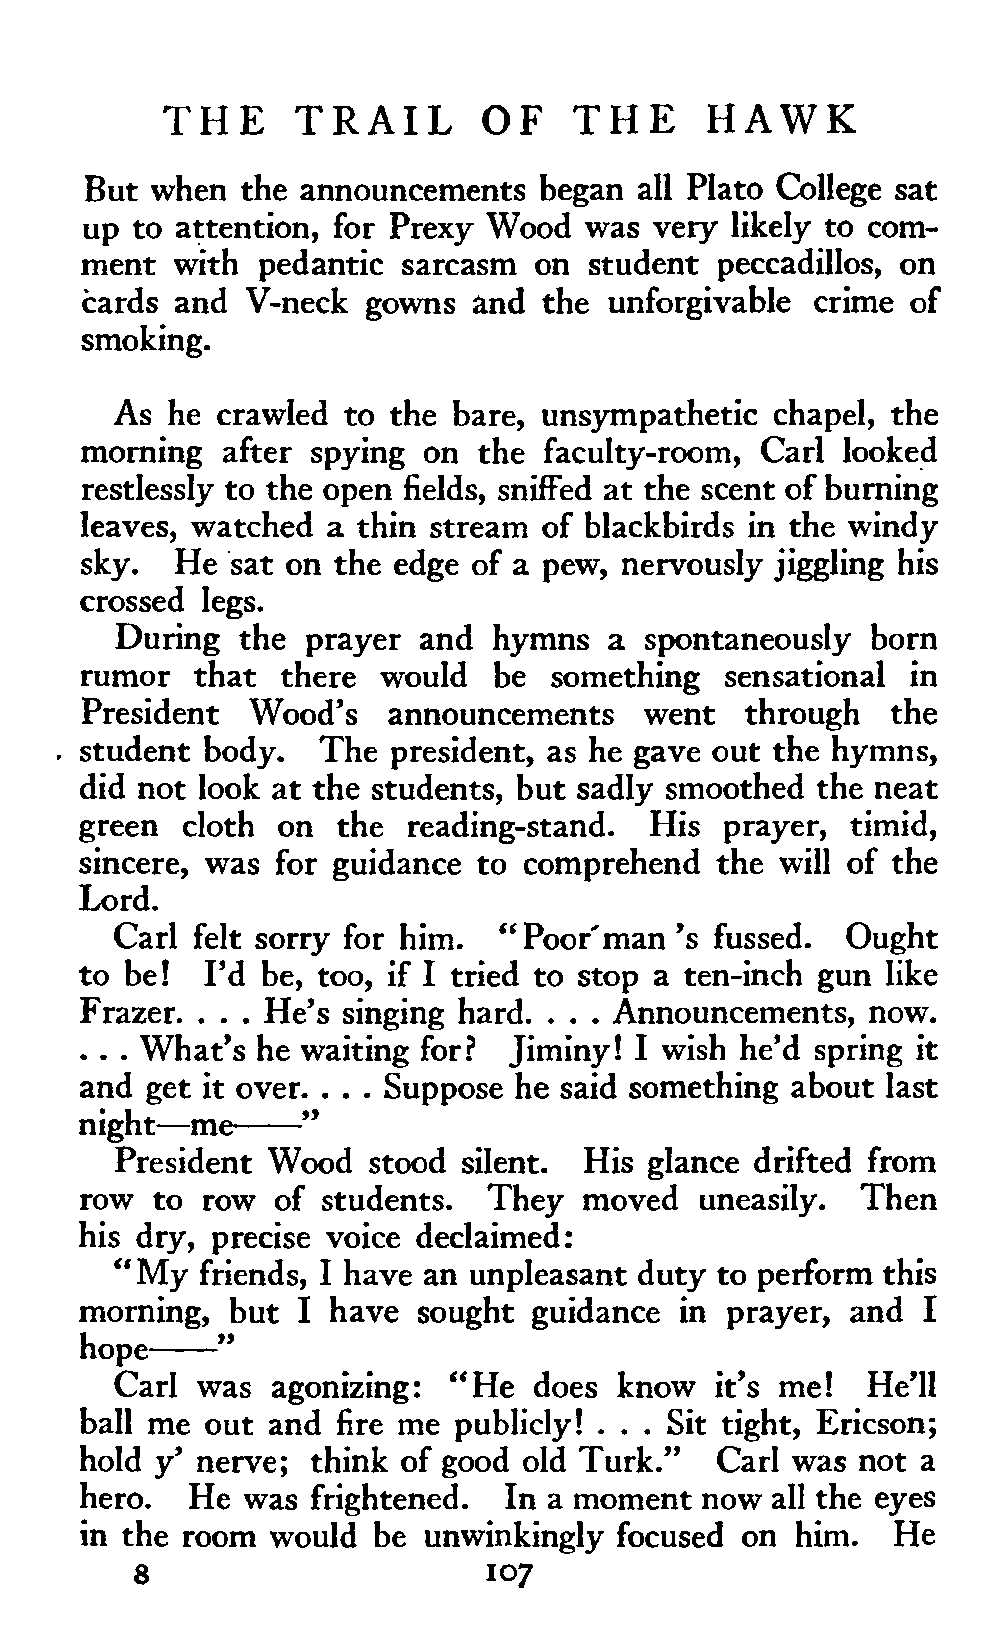 THE TRAIL OF THE HAWK
But when the announcements began all Plato College sat
up to attention, for Prexy Wood was very likely to com-
ment with pedantic sarcasm on student peccadillos, on
cards and V-neck gowns and the unforgivable crime of
smoking.
As he crawled to the bare, unsympathetic chapel, the
morning after spying on the faculty-room, Carl looked
restlessly to the open fields, sniffed at the scent of burning
leaves, watched a thin stream of blackbirds in the windy
sky. He sat on the edge of a pew, nervously jiggling his
crossed legs.
During the prayer and hymns a spontaneously born
rumor that there would be something sensational in
President Wood's announcements went through the
student body. The president, as he gave out the hymns,
did not look at the students, but sadly smoothed the neat
green cloth on the reading-stand. His prayer, timid,
sincere, was for guidance to comprehend the will of the
Lord.
Carl felt sorry for him. "Poor man 's fussed. Ought
to be! I'd be, too, if I tried to stop a ten-inch gun like
Frazer. . . . He's singing hard. . . . Announcements, now.
. . . What's he waiting for? Jiminy! I wish he'd spring it
and get it over. . . . Suppose he said something about last
night—me——"
President Wood stood silent. His glance drifted from
row to row of students. They moved uneasily. Then
his dry, precise voice declaimed:
"My friends, I have an unpleasant duty to perform this
morning, but I have sought guidance in prayer, and I
hope——"
Carl was agonizing: "He does know it's me! He'll
ball me out and fire me publicly! . . . Sit tight, Ericson;
hold y' nerve; think of good old Turk." Carl was not a
hero. He was frightened. In a moment now all the eyes
in the room would be unwinkingly focused on him. He
8 107